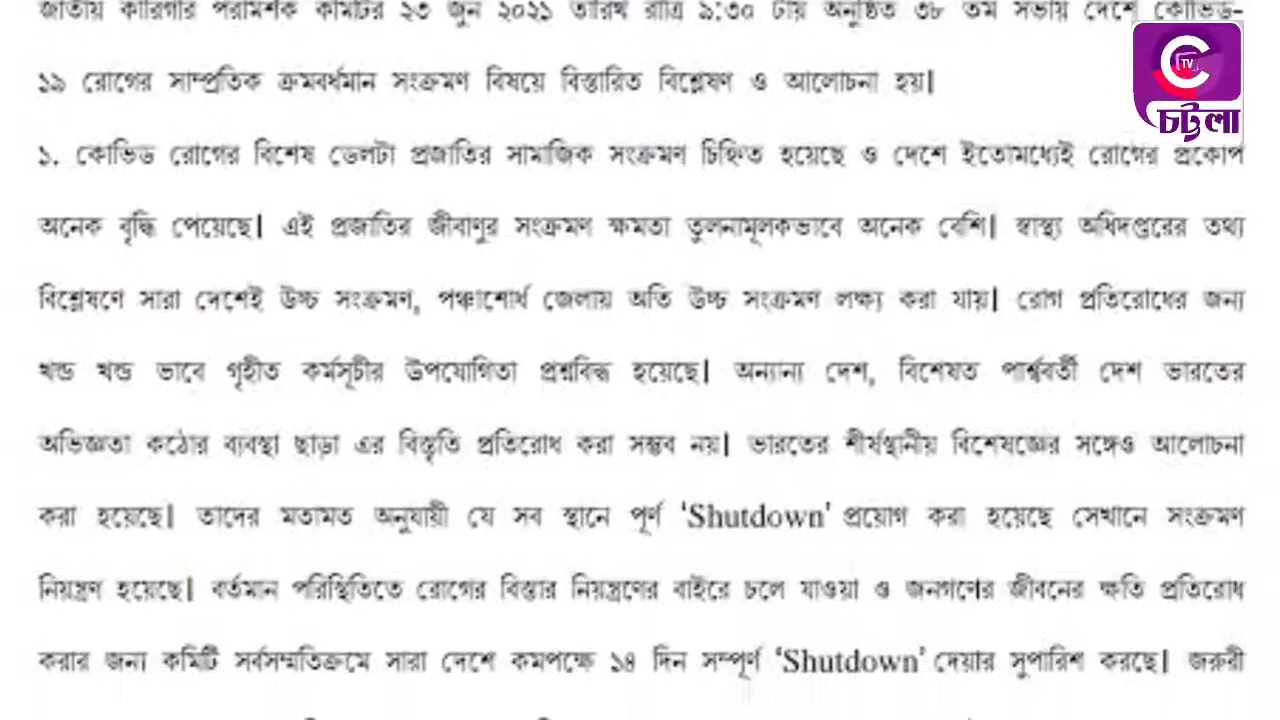 জাতীয় কারিগরি পরামর্শক কমিটির ২৩ জুন ২০২১ তারিখ রাত্রি ৯:৩০ টায় অনুষ্ঠিত ৩৮ তম সভায় দেশে কোভিড-
১৯ রোগের সাম্প্রতিক ক্রমবর্ধমান সংক্রমণ বিষয়ে বিস্তারিত বিশ্লেষণ ও আলোচনা হয়।
C TV
চট্টলা
১. কোভিড রোগের বিশেষ ডেলটা প্রজাতির সামাজিক সংক্রমণ চিহ্নিত হয়েছে ও দেশে ইতোমধ্যেই রোগের প্রকোপ
অনেক বৃদ্ধি পেয়েছে। এই প্রজাতির জীবাণুর সংক্রমণ ক্ষমতা তুলনামূলকভাবে অনেক বেশি। স্বাস্থ্য অধিদপ্তরের তথ্য
বিশ্লেষণে সারা দেশেই উচ্চ সংক্রমণ, পঞ্চাশোর্ধ জেলায় অতি উচ্চ সংক্রমণ লক্ষ্য করা যায়। রোগ প্রতিরোধের জন্য
খন্ড খন্ড ভাবে গৃহীত কর্মসূচীর উপযোগিতা প্রশ্নবিদ্ধ হয়েছে। অন্যান্য দেশ, বিশেষত পার্শ্ববর্তী দেশ ভারতের
অভিজ্ঞতা কঠোর ব্যবস্থা ছাড়া এর বিস্তৃতি প্রতিরোধ করা সম্ভব নয়। ভারতের শীর্ষস্থানীয় বিশেষজ্ঞের সঙ্গেও আলোচনা
করা হয়েছে। তাদের মতামত অনুযায়ী যে সব স্থানে পূর্ণ ‘Shutdown’ প্রয়োগ করা হয়েছে সেখানে সংক্রমণ
নিয়ন্ত্রণ হয়েছে। বর্তমান পরিস্থিতিতে রোগের বিস্তার নিয়ন্ত্রণের বাইরে চলে যাওয়া ও জনগণের জীবনের ক্ষতি প্রতিরোধ
করার জন্য কমিটি সর্বসম্মতিক্রমে সারা দেশে কমপক্ষে ১৪ দিন সম্পূর্ণ ‘Shutdown’ দেয়ার সুপারিশ করছে। জরুরী